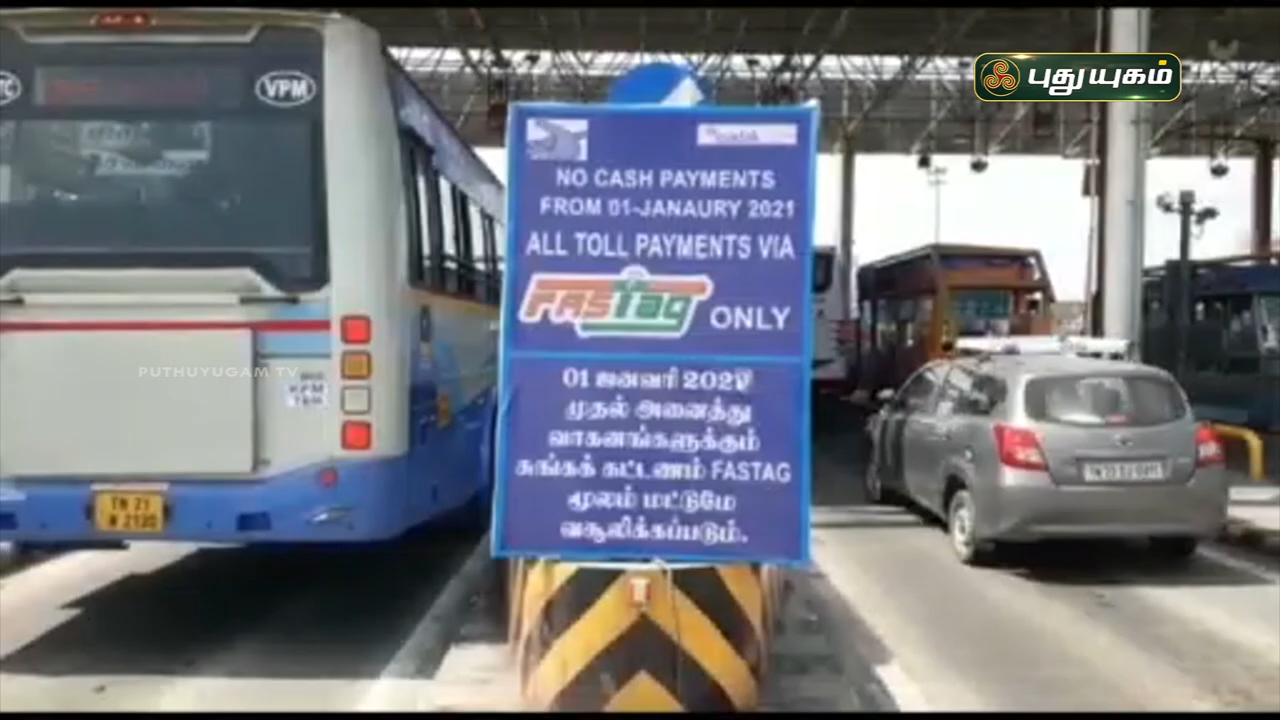 புதுயுகம்
VPM
NO CASH PAYMENTS
FROM 01-JANAURY 2021
ALL TOLL PAYMENTS VIA
FASTag ONLY
01 ஜனவரி 2021
முதல் அனைத்து
வாகனங்களுக்கும்
சுங்கக் கட்டணம் FASTAG
மூலம் மட்டுமே
வசூலிக்கப்படும்.
PUTHUYUGAM TV
VPM
TN 21